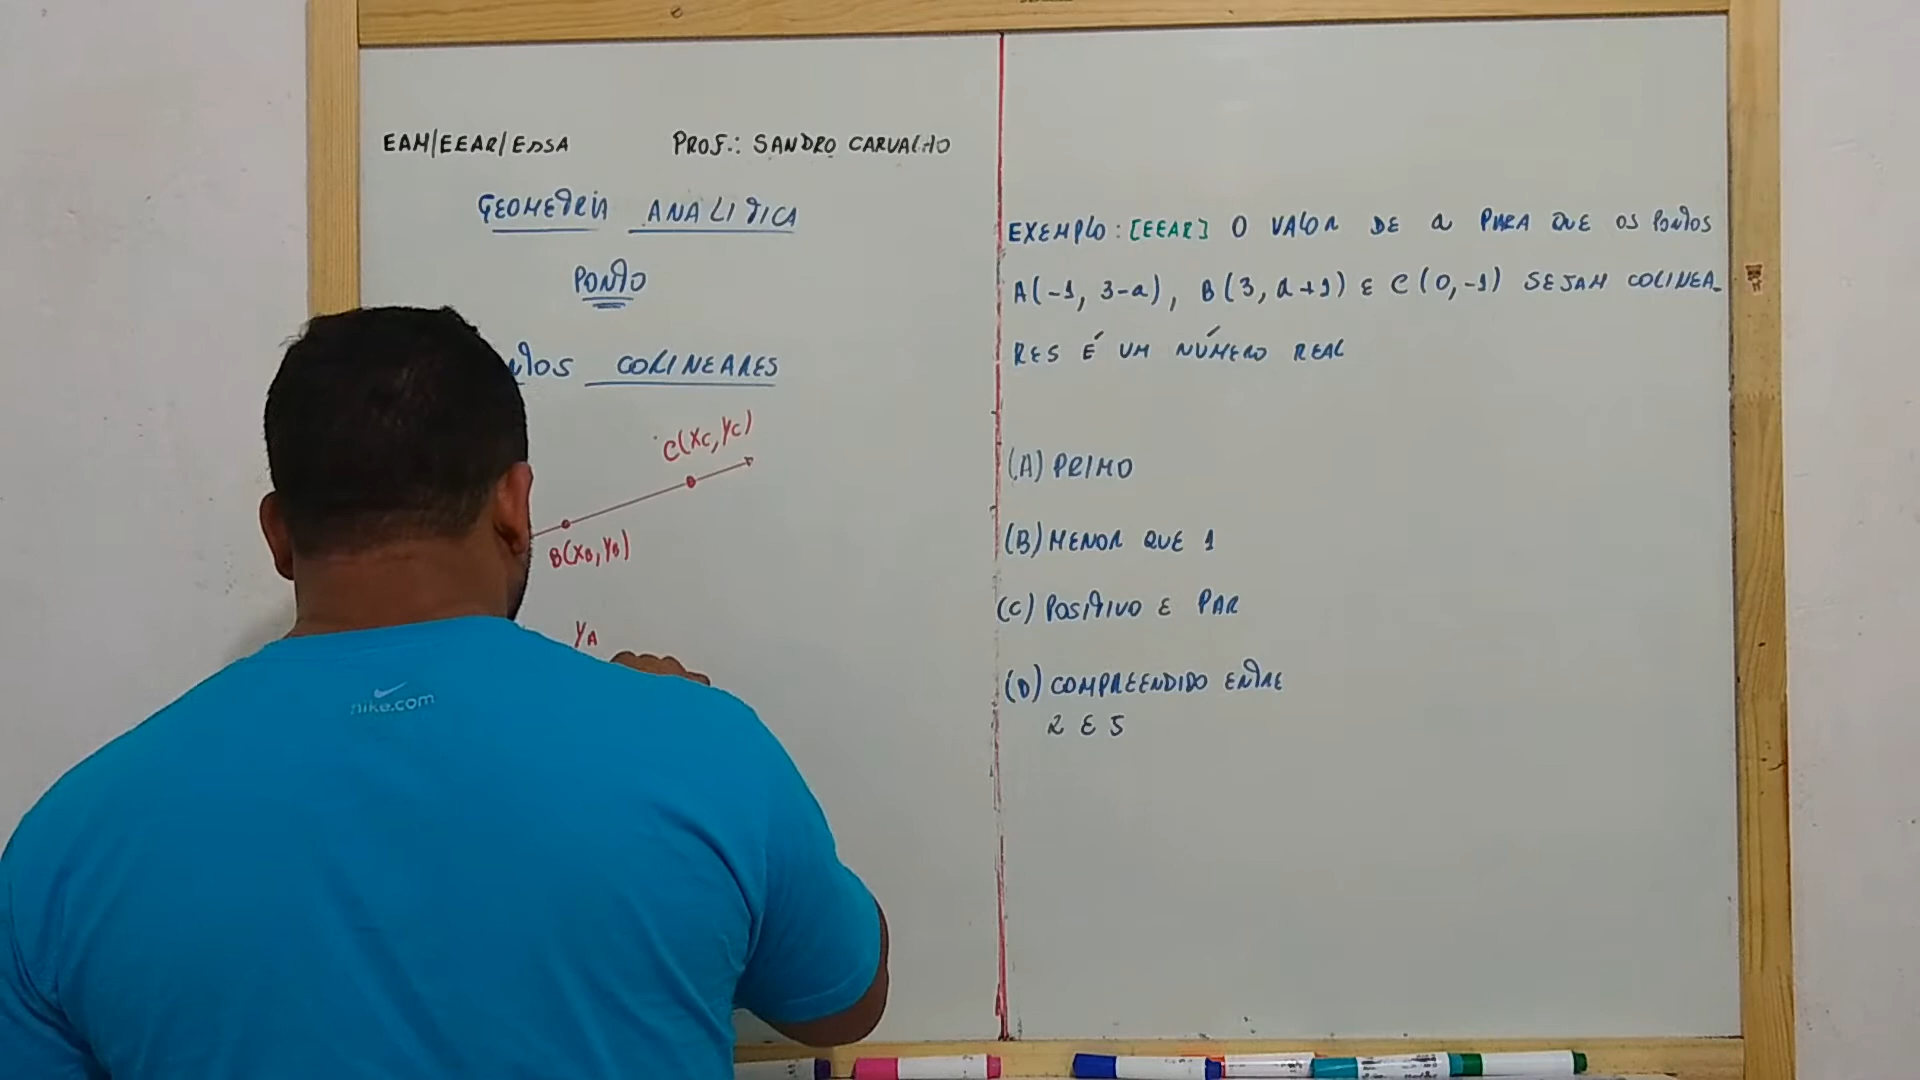 EAM/EEAR/ESSA PROF.: SANDRO CARVALHO
GEOMETRIA ANALITICA
PONTO
COLINEARES
C(XC, YC)
B(XB, YB)
YA
nike.com
EXEMPLO: [EEAR] O VALOR DE a PARA QUE OS PONTOS
A(-1, 3-a), B(3, a+1) E C(0,-1) SEJAM COLINEA_
RES É UM NÚMERO REAL
(A) PRIMO
(B) MENOR QUE 1
(C) POSITIVO E PAR
(D) COMPREENDIDO ENTRE
2 E 5